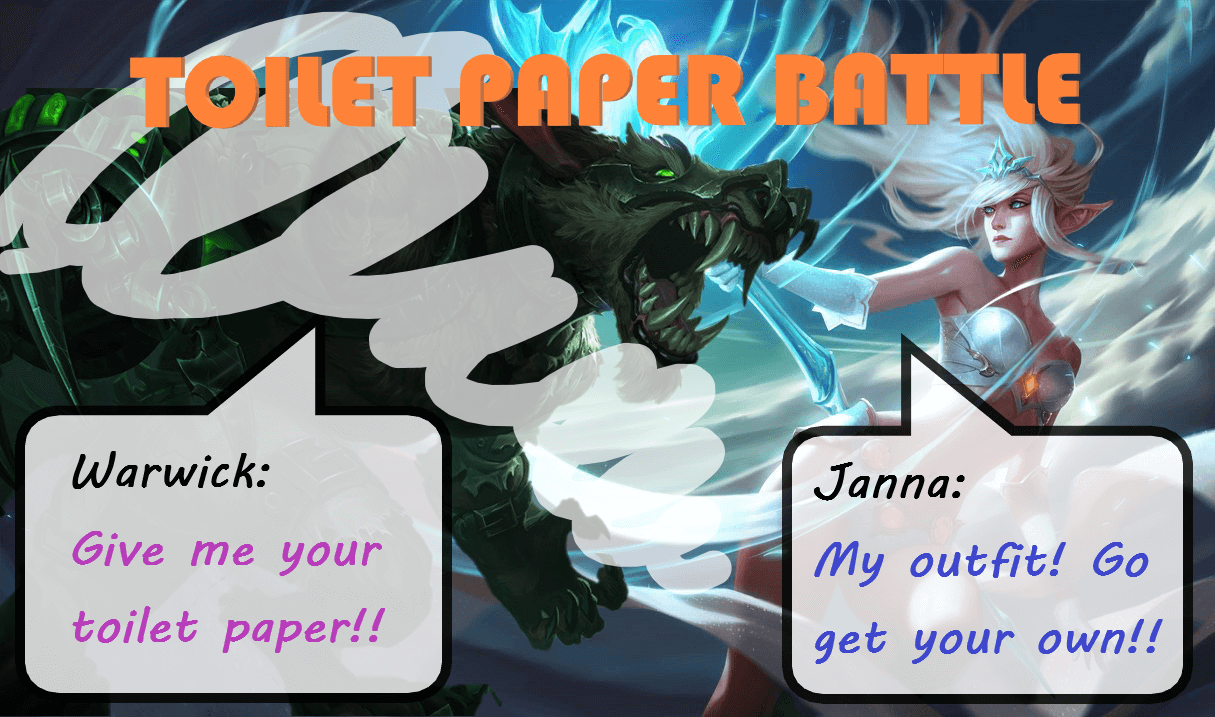 TOILET PAPER BATTLE
Warwick:
Give me your
toilet paper!!
Janna:
My outfit! Go
get your own!!